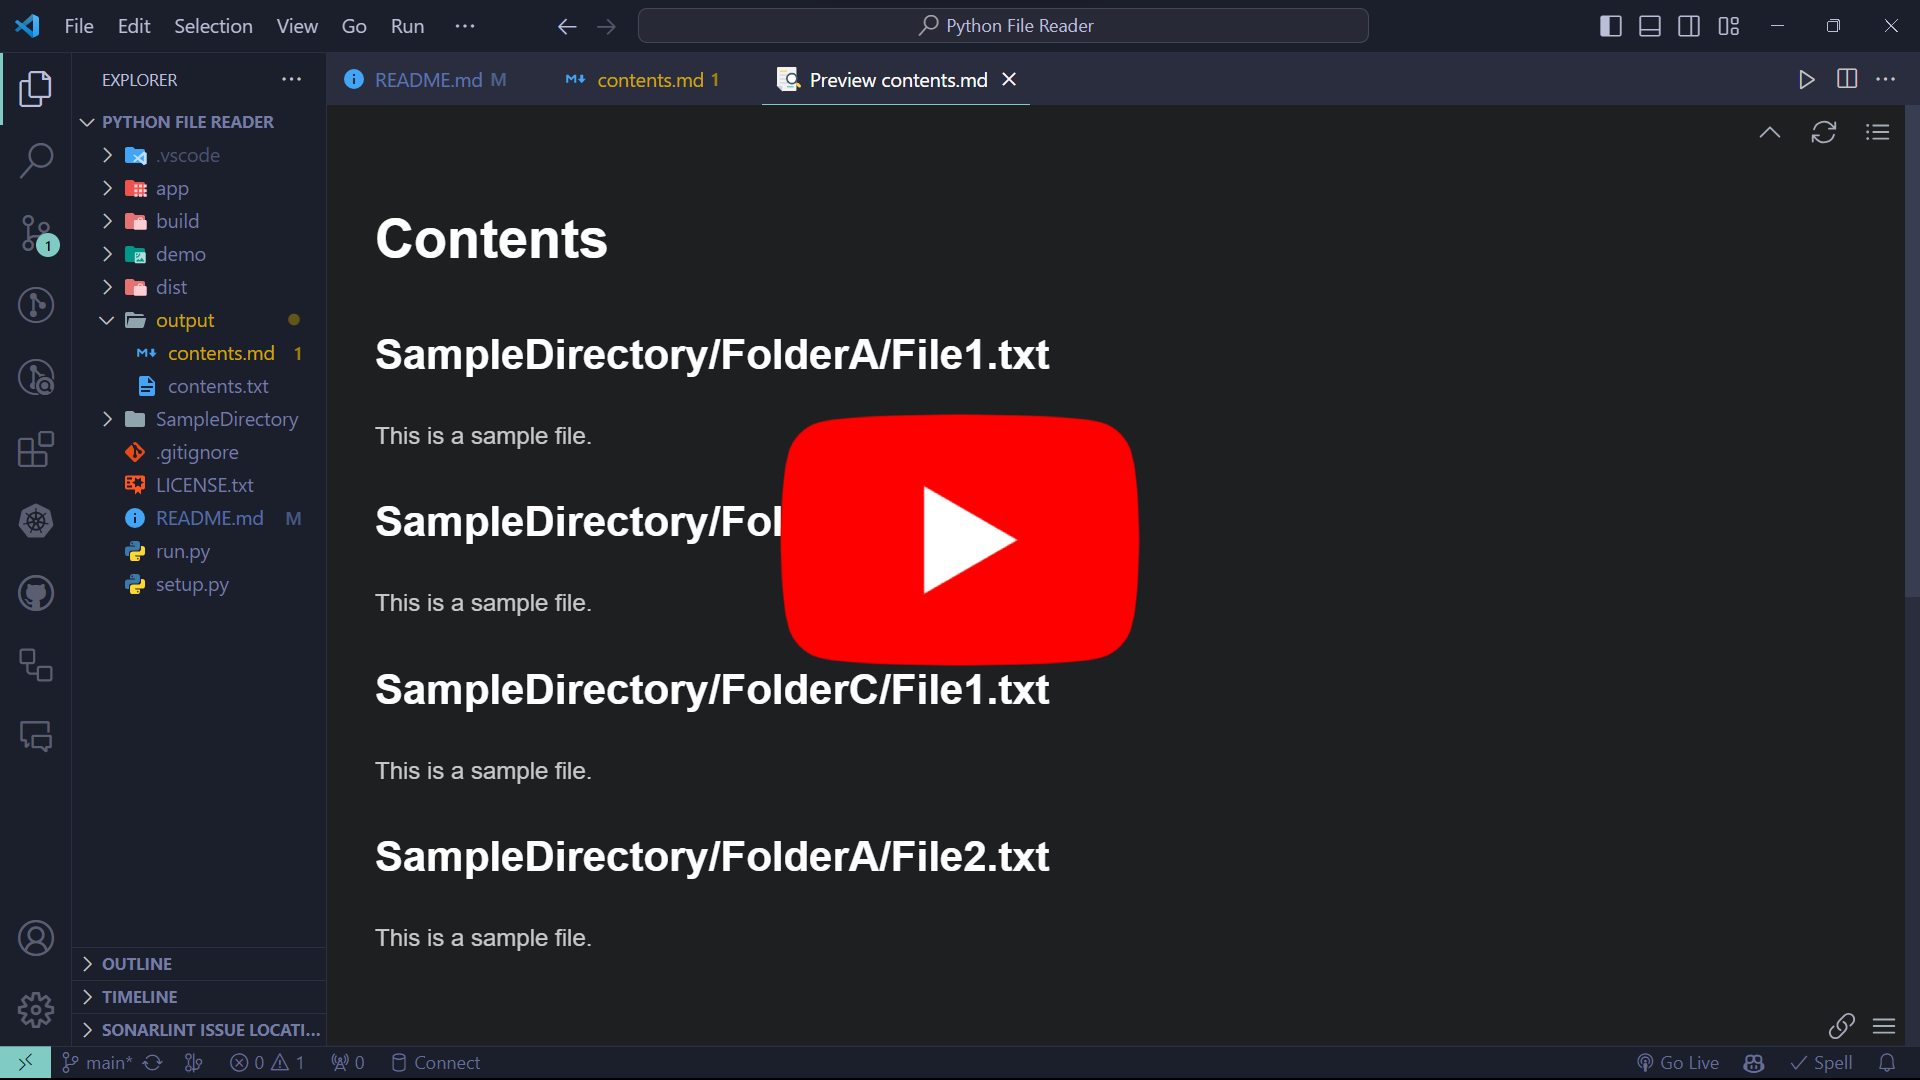 File Edit Selection View Go Run ··· Python File Reader
EXPLORER ···
README.md M
contents.md 1
Preview contents.md
PYTHON FILE READER
.vscode
app
build
demo
dist
output
contents.md 1
contents.txt
SampleDirectory
.gitignore
LICENSE.txt
README.md M
run.py
setup.py
OUTLINE
TIMELINE
SONARLINT ISSUE LOCATI...
Contents
SampleDirectory/FolderA/File1.txt
This is a sample file.
SampleDirectory/Fol
This is a sample file.
SampleDirectory/FolderC/File1.txt
This is a sample file.
SampleDirectory/FolderA/File2.txt
This is a sample file.
1
main* 0 1 0 Connect Go Live Spell